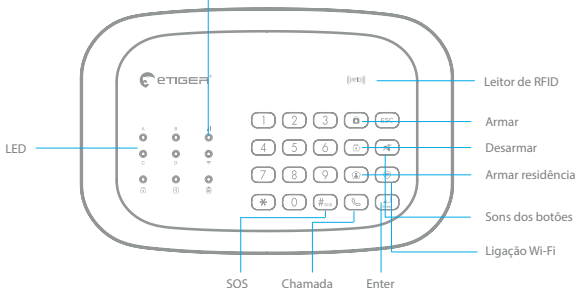 eTIGER
Leitor de RFID
A B
1 2 3 ESC
Armar
LED
4 5 6
Desarmar
C D
7 8 9
Armar residência
* 0 #
Sons dos botões
Ligação Wi-Fi
SOS Chamada Enter